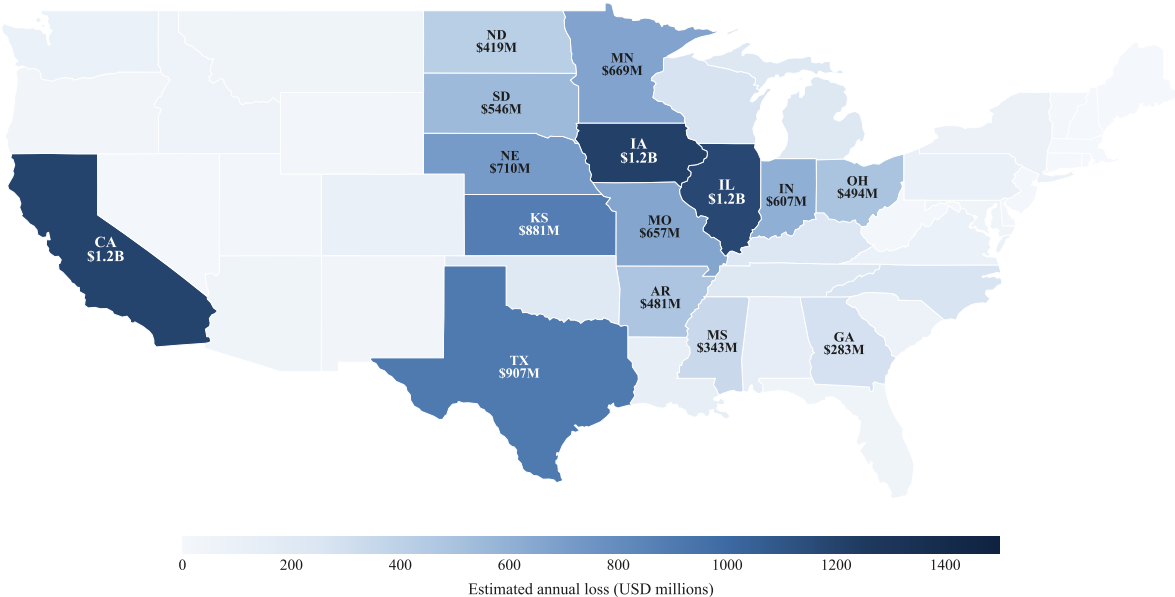 ND
$419M
MN
$669M
SD
$546M
IA
$1.2B
NE
$710M
IL
$1.2B
IN
$607M
OH
$494M
KS
$881M
MO
$657M
CA
$1.2B
AR
$481M
MS
$343M
GA
$283M
TX
$907M
0 200 400 600 800 1000 1200 1400
Estimated annual loss (USD millions)